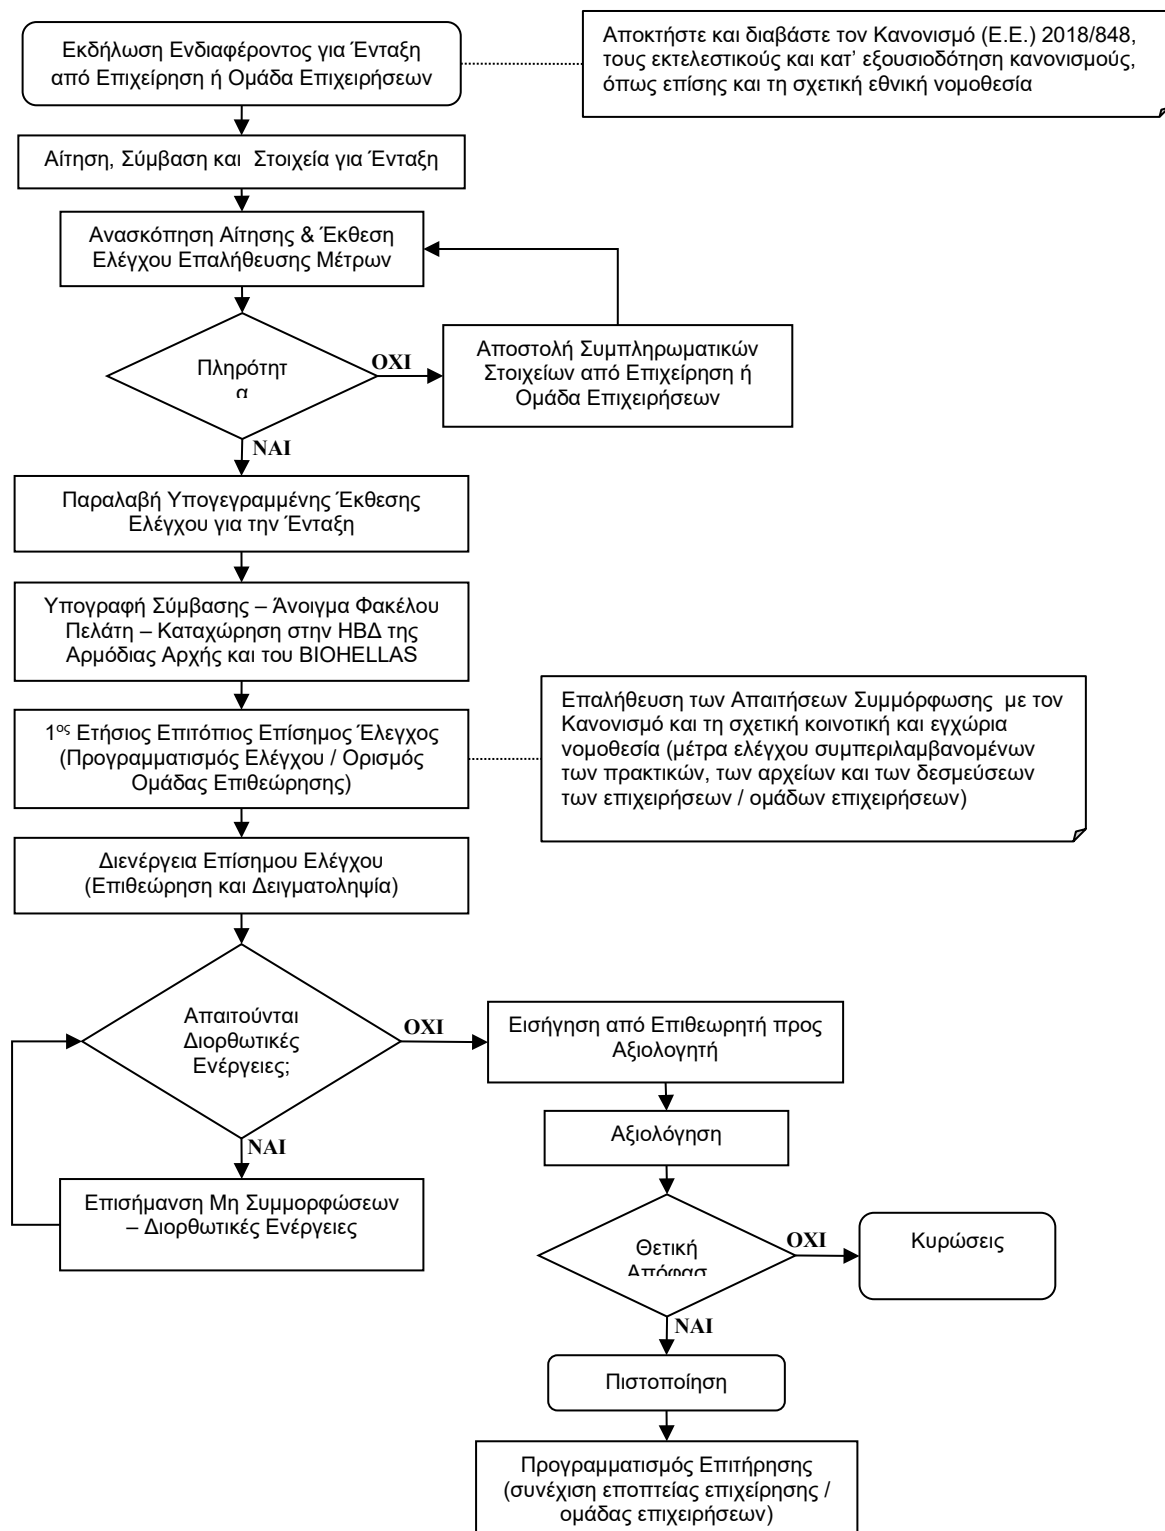 Εκδήλωση Ενδιαφέροντος για Ένταξη
από Επιχείρηση ή Ομάδα Επιχειρήσεων
Αποκτήστε και διαβάστε τον Κανονισμό (Ε.Ε.) 2018/848,
τους εκτελεστικούς και κατ’ εξουσιοδότηση κανονισμούς,
όπως επίσης και τη σχετική εθνική νομοθεσία
Αίτηση, Σύμβαση και Στοιχεία για Ένταξη
Ανασκόπηση Αίτησης & Έκθεση
Ελέγχου Επαλήθευσης Μέτρων
Πληρότητ
α
ΟΧΙ
Αποστολή Συμπληρωματικών
Στοιχείων από Επιχείρηση ή
Ομάδα Επιχειρήσεων
ΝΑΙ
Παραλαβή Υπογεγραμμένης Έκθεσης
Ελέγχου για την Ένταξη
Υπογραφή Σύμβασης – Άνοιγμα Φακέλου
Πελάτη – Καταχώρηση στην ΗΒΔ της
Αρμόδιας Αρχής και του BIOHELLAS
1ος Ετήσιος Επιτόπιος Επίσημος Έλεγχος
(Προγραμματισμός Ελέγχου / Ορισμός
Ομάδας Επιθεώρησης)
Επαλήθευση των Απαιτήσεων Συμμόρφωσης με τον
Κανονισμό και τη σχετική κοινοτική και εγχώρια
νομοθεσία (μέτρα ελέγχου συμπεριλαμβανομένων
των πρακτικών, των αρχείων και των δεσμεύσεων
των επιχειρήσεων / ομάδων επιχειρήσεων)
Διενέργεια Επίσημου Ελέγχου
(Επιθεώρηση και Δειγματοληψία)
Απαιτούνται
Διορθωτικές
Ενέργειες;
ΟΧΙ
Εισήγηση από Επιθεωρητή προς
Αξιολογητή
Αξιολόγηση
ΝΑΙ
Επισήμανση Μη Συμμορφώσεων
– Διορθωτικές Ενέργειες
Θετική
Απόφασ
ΟΧΙ
Κυρώσεις
ΝΑΙ
Πιστοποίηση
Προγραμματισμός Επιτήρησης
(συνέχιση εποπτείας επιχείρησης /
ομάδας επιχειρήσεων)